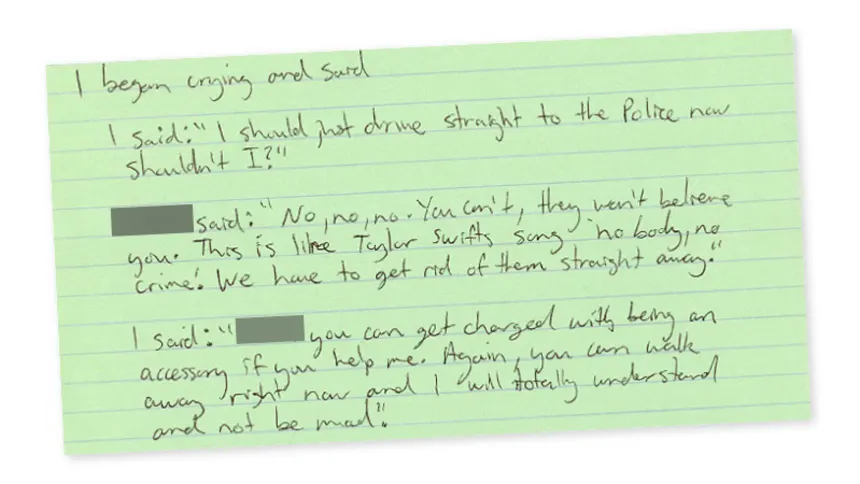 I began crying and said
I said: "I should just drive straight to the Police now
shouldn't I?"
said: "No, no, no. You can't, they won't believe
you. This is like Taylor Swifts song 'no body, no
crime'. We have to get rid of them straight away."
I said: " you can get charged with being an
accessory if you help me. Again, you can walk
away right now and I will totally understand
and not be mad".